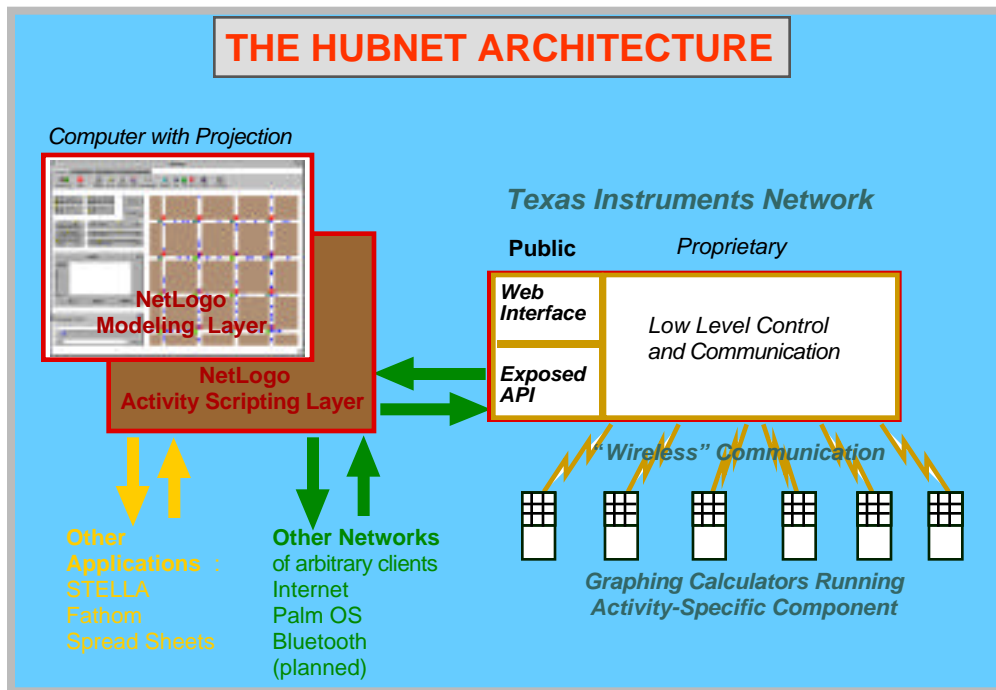 THE HUBNET ARCHITECTURE
Computer with Projection
NetLogo
Modeling Layer
NetLogo
Activity Scripting Layer
Texas Instruments Network
Public
Proprietary
Web
Interface
Exposed
API
Low Level Control
and Communication
“Wireless” Communication
Graphing Calculators Running
Activity-Specific Component
Other
Applications :
STELLA
Fathom
Spread Sheets
Other Networks
of arbitrary clients
Internet
Palm OS
Bluetooth
(planned)